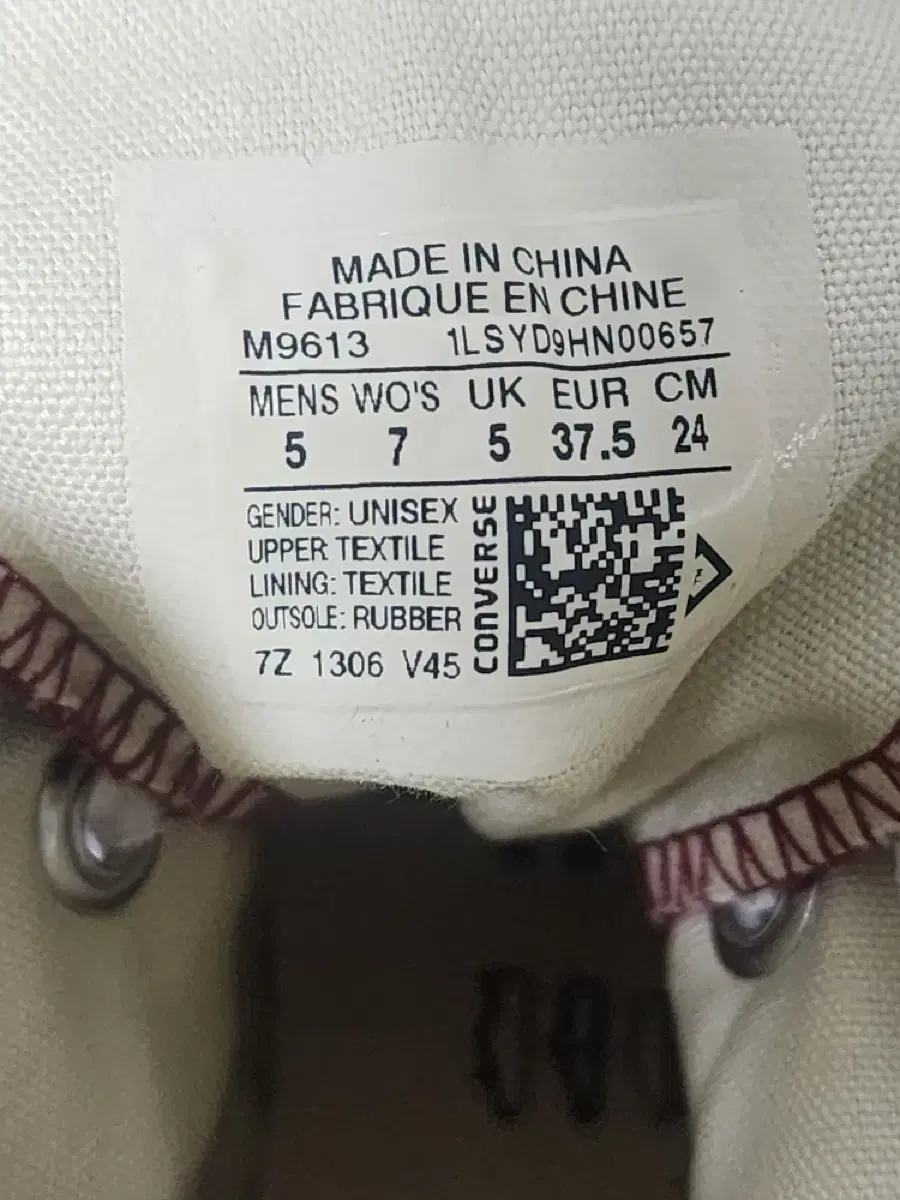 MADE IN CHINA
FABRIQUE EN CHINE
M9613 1LSYD9HN00657
MENS WO'S UK EUR CM
5 7 5 37.5 24
GENDER: UNISEX
UPPER: TEXTILE
LINING: TEXTILE
OUTSOLE: RUBBER
7Z 1306 V45
CONVERSE